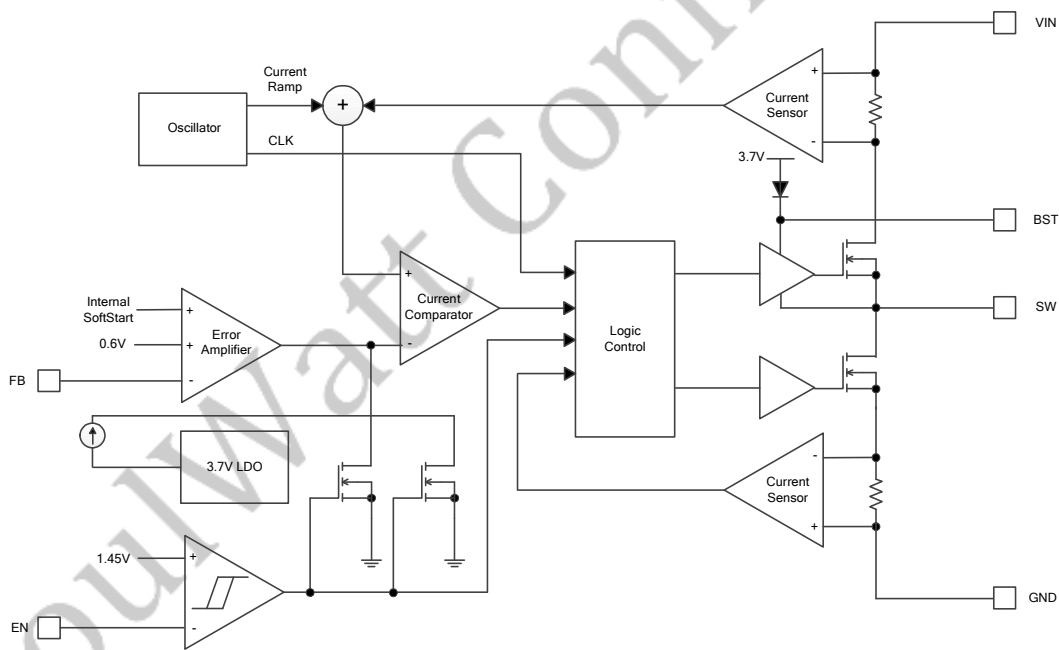 VIN
Current
Ramp
+
Current
Sensor
+
-
Oscillator
CLK
3.7V
BST
+
Current
Comparator
-
Internal
SoftStart
+
Error
Amplifier
0.6V
+
FB
-
Logic
Control
SW
3.7V LDO
-
Current
Sensor
+
1.45V
+
EN
-
GND